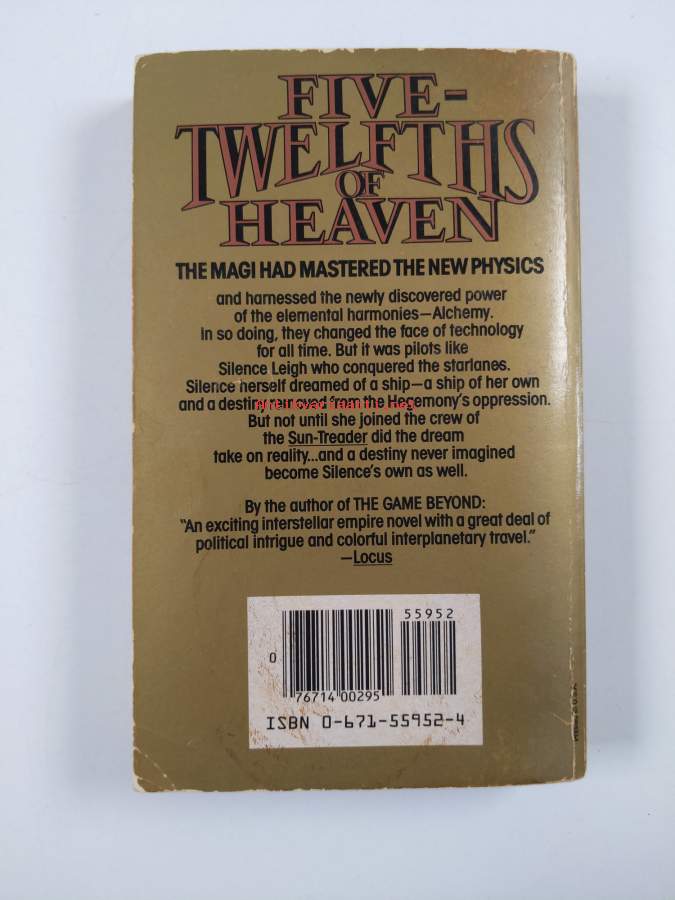 FIVE-
TWELFTHS
OF
HEAVEN
THE MAGI HAD MASTERED THE NEW PHYSICS
and harnessed the newly discovered power
of the elemental harmonies—Alchemy.
In so doing, they changed the face of technology
for all time. But it was pilots like
Silence Leigh who conquered the starlanes.
Silence herself dreamed of a ship—a ship of her own
and a destiny removed from the Hegemony's oppression.
But not until she joined the crew of
the Sun-Treader did the dream
take on reality...and a destiny never imagined
become Silence's own as well.
By the author of THE GAME BEYOND:
"An exciting interstellar empire novel with a great deal of
political intrigue and colorful interplanetary travel."
—Locus
55952
0
76714 00295
ISBN 0-671-55952-4